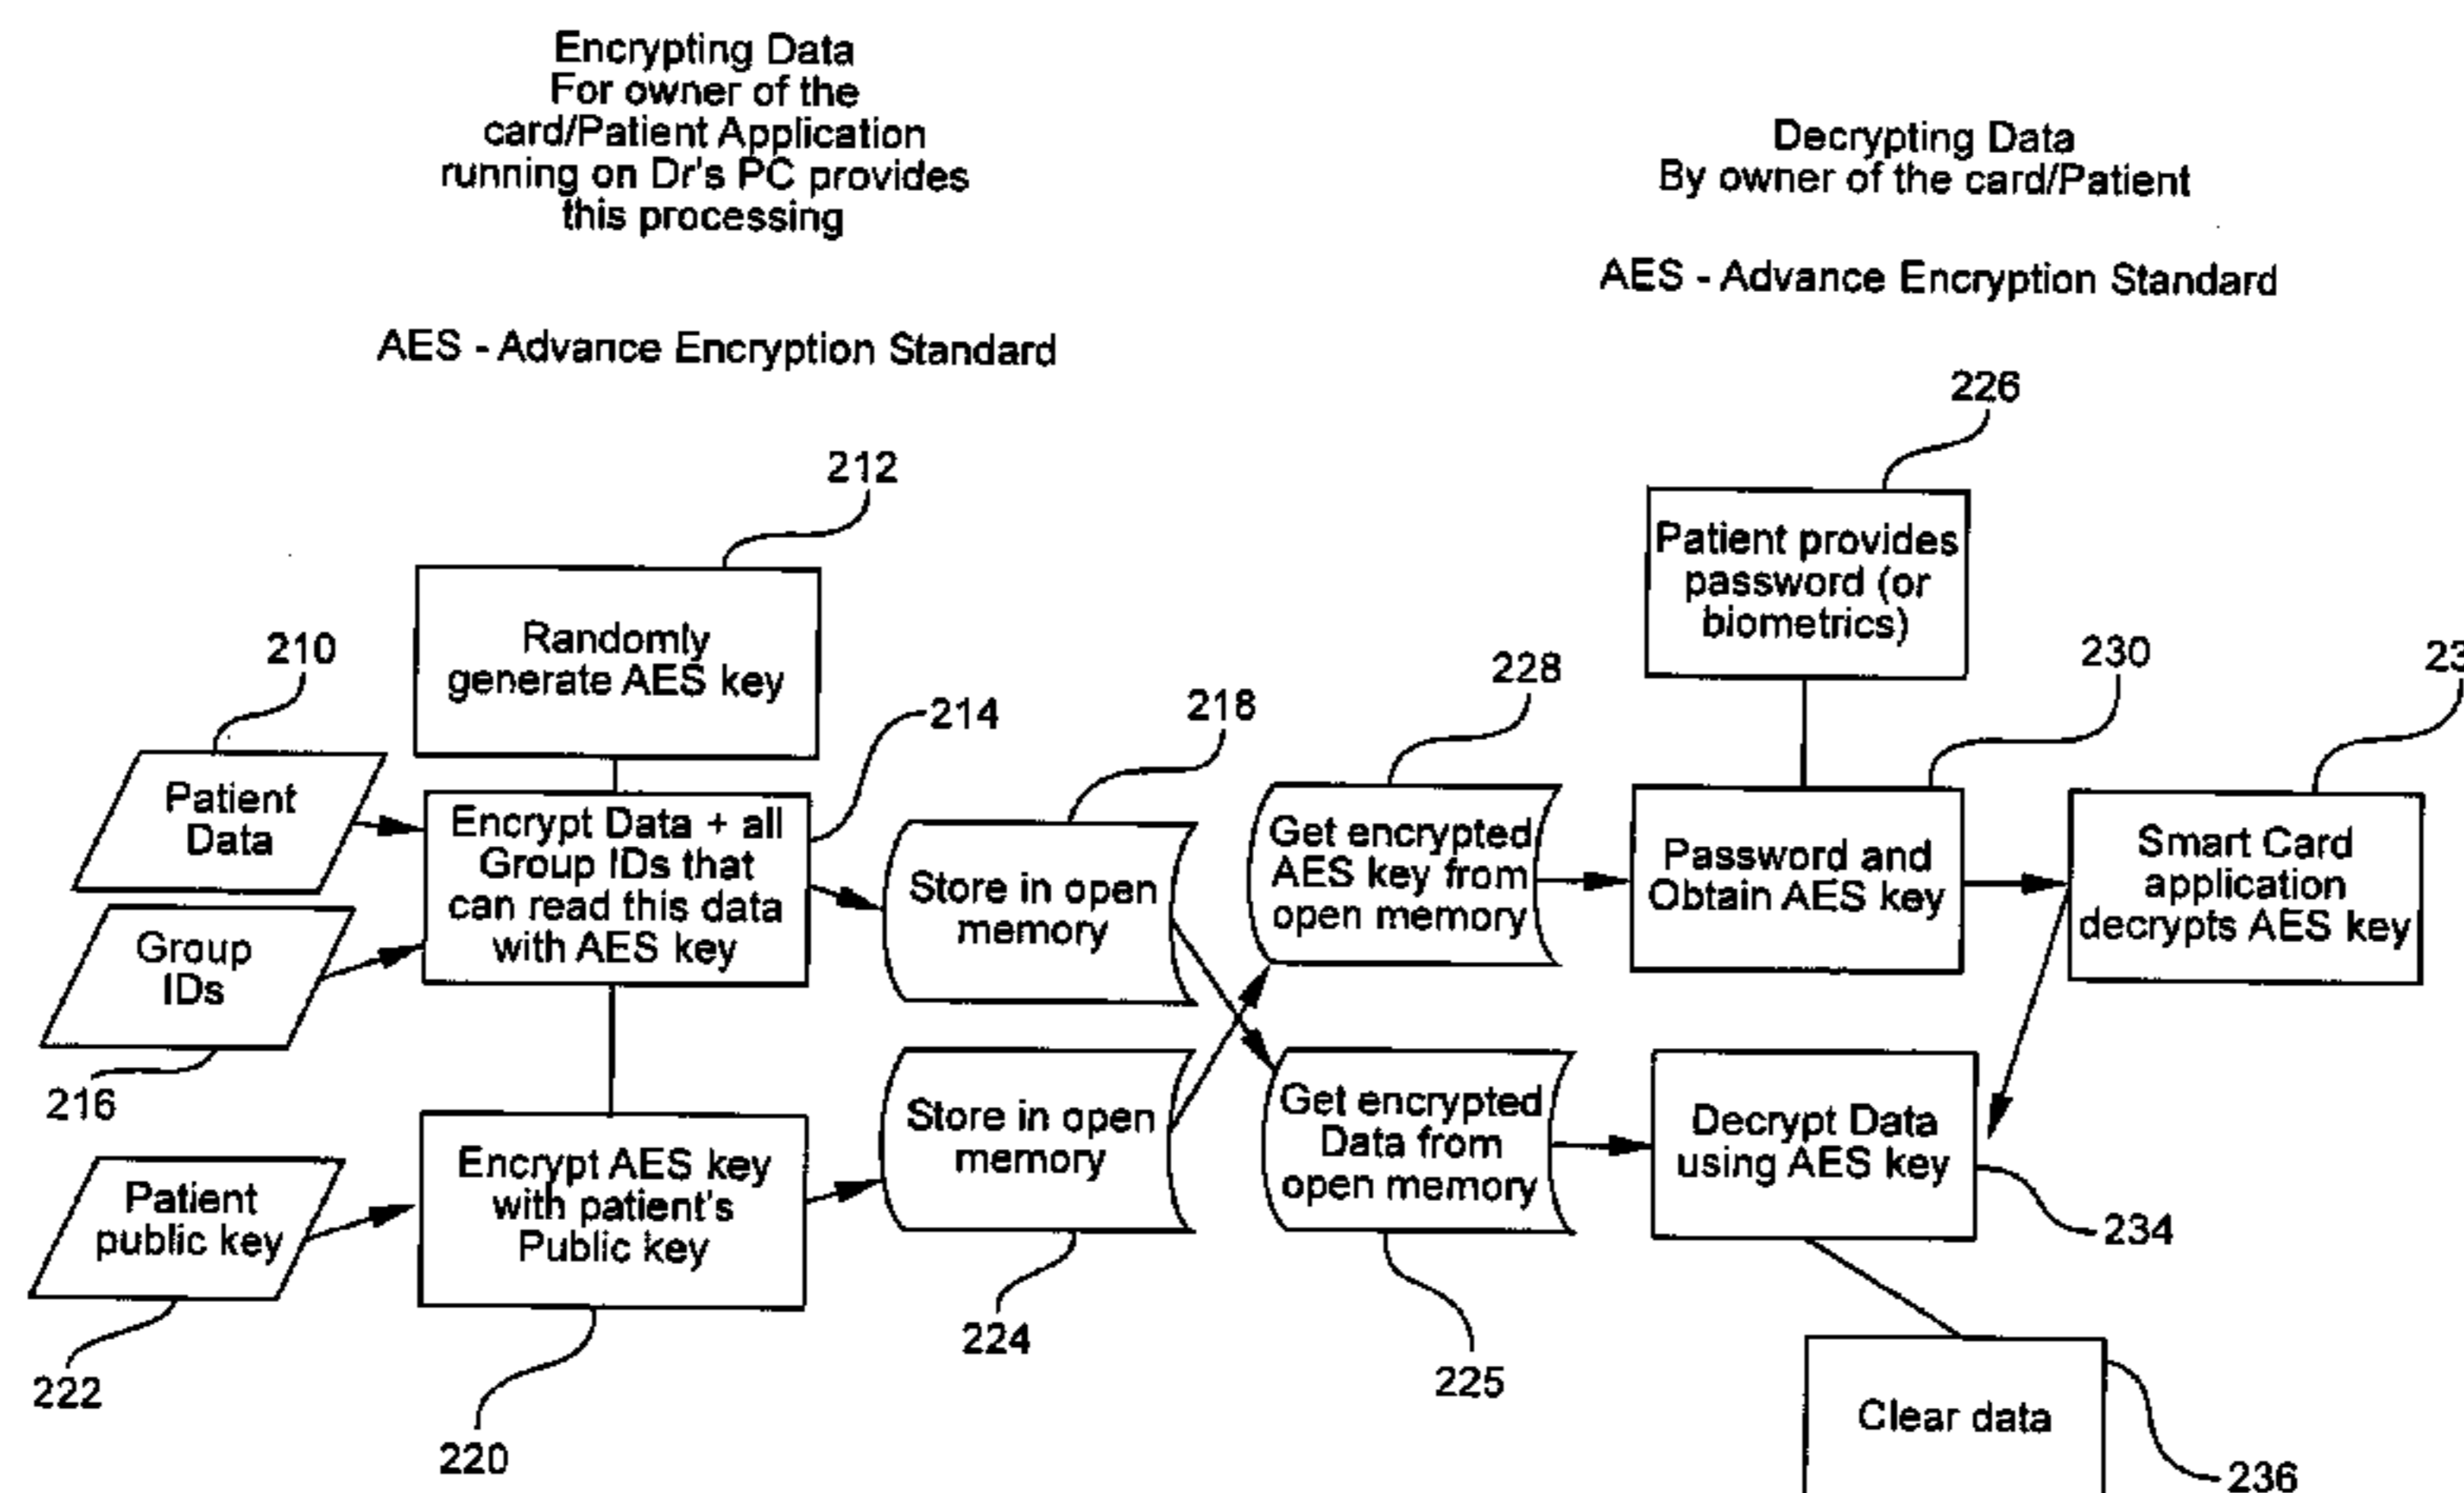 Encrypting Data
For owner of the
card/Patient Application
running on Dr's PC provides
this processing
AES - Advance Encryption Standard
Decrypting Data
By owner of the card/Patient
AES - Advance Encryption Standard
226
Patient provides
password (or
biometrics)
212
Randomly
generate AES key
210
Patient
Data
214
Encrypt Data + all
Group IDs that
can read this data
with AES key
Group
IDs
216
218
Store in open
memory
228
Get encrypted
AES key from
open memory
230
Password and
Obtain AES key
23
Smart Card
application
decrypts AES key
Patient
public key
222
Encrypt AES key
with patient's
Public key
220
Store in open
memory
224
Get encrypted
Data from
open memory
225
Decrypt Data
using AES key
234
Clear data
236